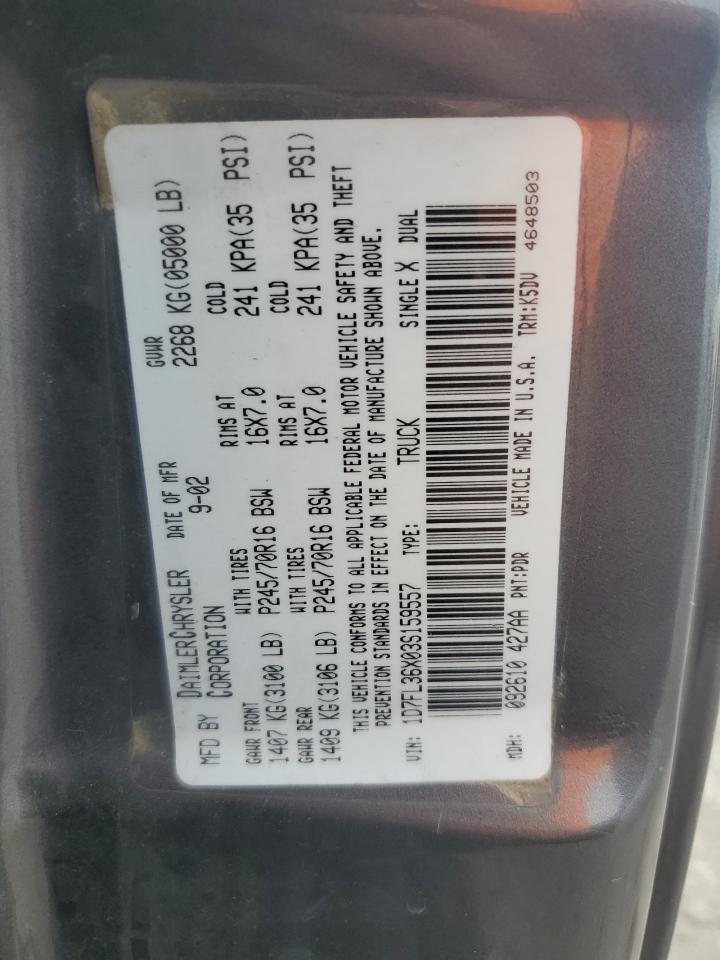 MFD BY DAIMLERCHRYSLER CORPORATION DATE OF MFR 9-02 GVWR 2268 KG(05000 LB)
GAWR FRONT WITH TIRES RIMS AT COLD
1407 KG(3100 LB) P245/70R16 BSW 16X7.0 241 KPA(35 PSI)
GAWR REAR WITH TIRES RIMS AT COLD
1409 KG(3106 LB) P245/70R16 BSW 16X7.0 241 KPA(35 PSI)
THIS VEHICLE CONFORMS TO ALL APPLICABLE FEDERAL MOTOR VEHICLE SAFETY AND THEFT
PREVENTION STANDARDS IN EFFECT ON THE DATE OF MANUFACTURE SHOWN ABOVE.
VIN: 1D7FL36X03S159557 TYPE: TRUCK SINGLE X DUAL
MDH: 092610 427AA PNT:PDR VEHICLE MADE IN U.S.A. TRM:K5DV 4648503